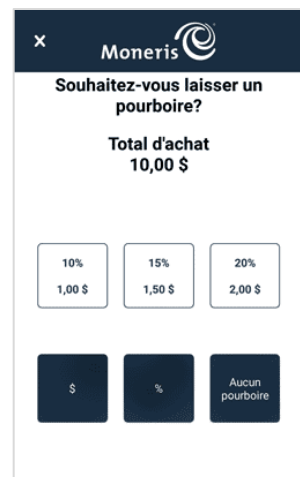 ×
Moneris
Souhaitez-vous laisser un
pourboire?
Total d'achat
10,00 $
10% 15% 20%
1,00 $ 1,50 $ 2,00 $
$ % Aucun
pourboire